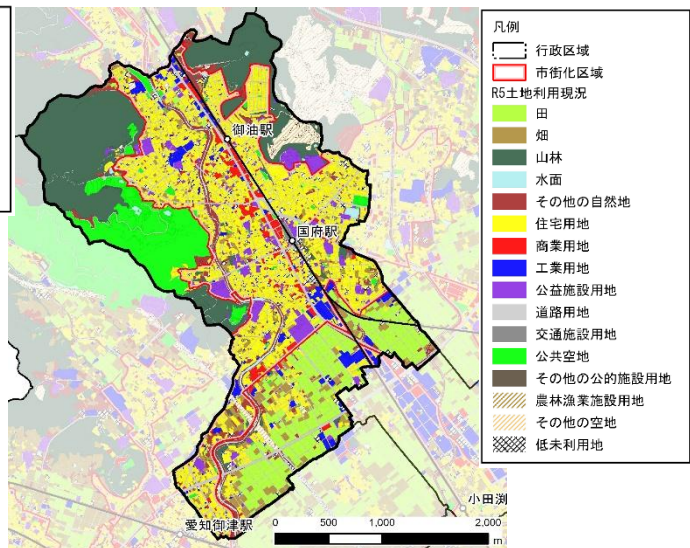 御油駅
国府駅
愛知御津駅
小田渕
0 500 1,000 2,000
m
凡例
行政区域
市街化区域
R5土地利用現況
田
畑
山林
水面
その他の自然地
住宅用地
商業用地
工業用地
公益施設用地
道路用地
交通施設用地
公共空地
その他の公的施設用地
農林漁業施設用地
その他の空地
低未利用地